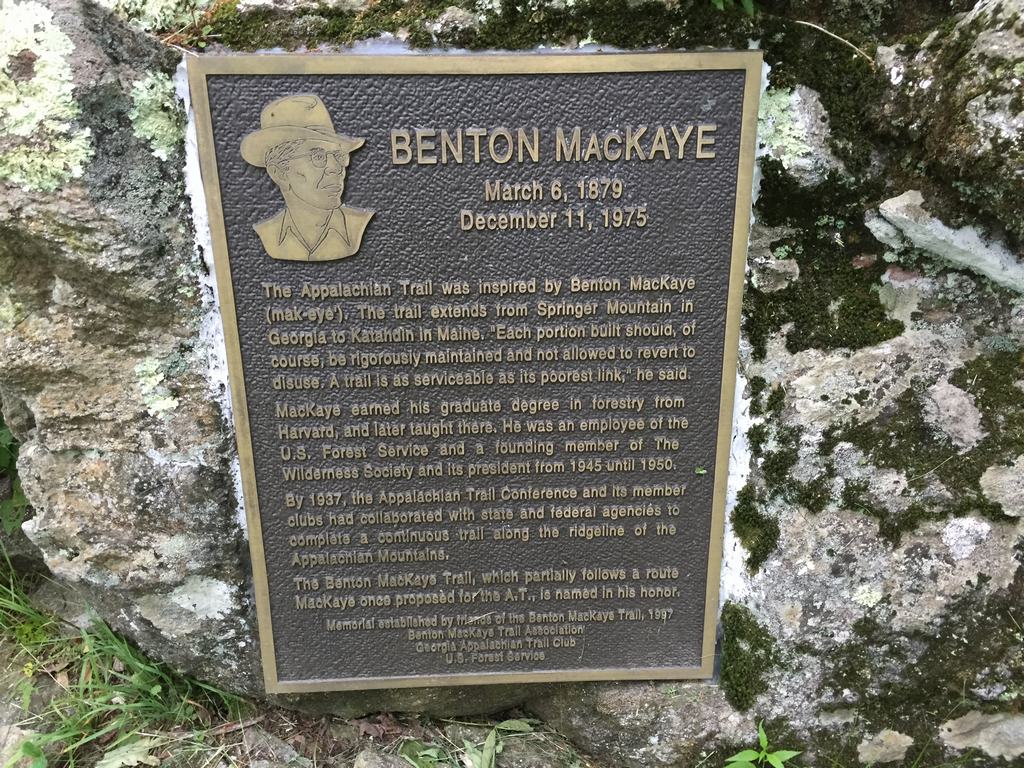 BENTON MACKAYE
March 6, 1879
December 11, 1975
The Appalachian Trail was inspired by Benton MacKaye
(mak-eye'). The trail extends from Springer Mountain in
Georgia to Katahdin in Maine. "Each portion built should, of
course, be rigorously maintained and not allowed to revert to
disuse. A trail is as serviceable as its poorest link," he said.
MacKaye earned his graduate degree in forestry from
Harvard, and later taught there. He was an employee of the
U.S. Forest Service and a founding member of The
Wilderness Society and its president from 1945 until 1950.
By 1937, the Appalachian Trail Conference and its member
clubs had collaborated with state and federal agencies to
complete a continuous trail along the ridgeline of the
Appalachian Mountains.
The Benton MacKaye Trail, which partially follows a route
MacKaye once proposed for the A.T., is named in his honor.
Memorial established by friends of the Benton MacKaye Trail, 1997
Benton MacKaye Trail Association
Georgia Appalachian Trail Club
U.S. Forest Service